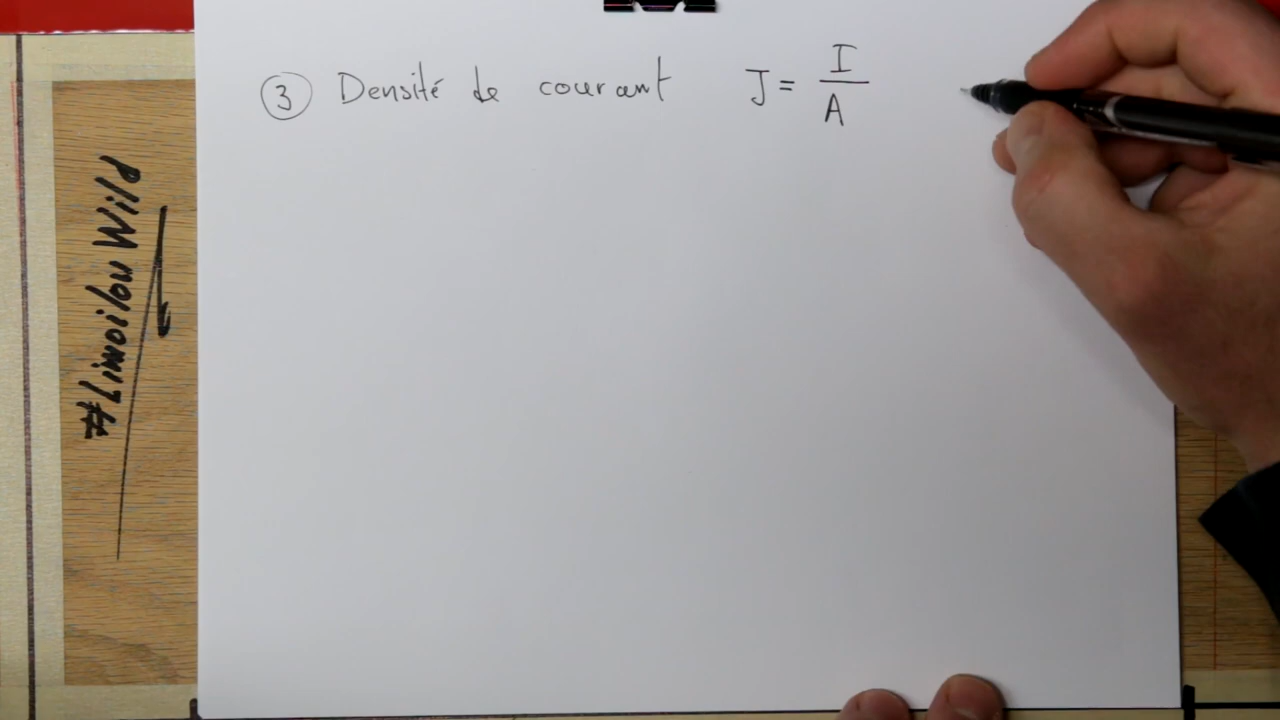 ③ Densité de courant J = I / A
#Limoilou Wild